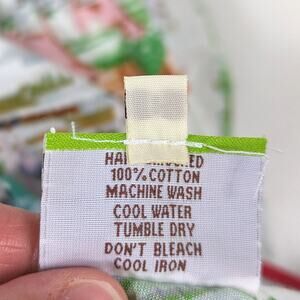 100% COTTON
MACHINE WASH
COOL WATER
TUMBLE DRY
DON'T BLEACH
COOL IRON